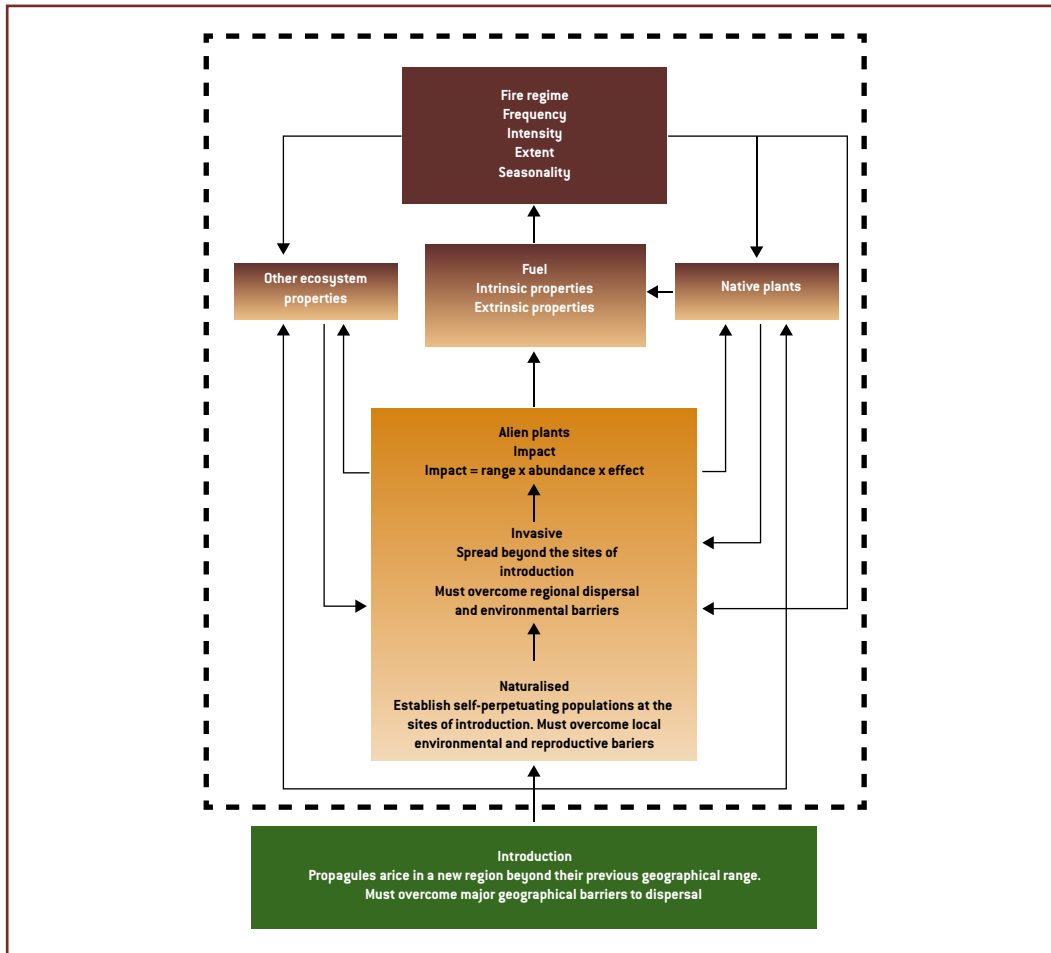 Fire regime
Frequency
Intensity
Extent
Seasonality
Other ecosystem
properties
Fuel
Intrinsic properties
Extrinsic properties
Native plants
Alien plants
Impact
Impact = range x abundance x effect
Invasive
Spread beyond the sites of
introduction
Must overcome regional dispersal
and environmental barriers
Naturalised
Establish self-perpetuating populations at the
sites of introduction. Must overcome local
environmental and reproductive bariers
Introduction
Propagules arice in a new region beyond their previous geographical range.
Must overcome major geographical barriers to dispersal